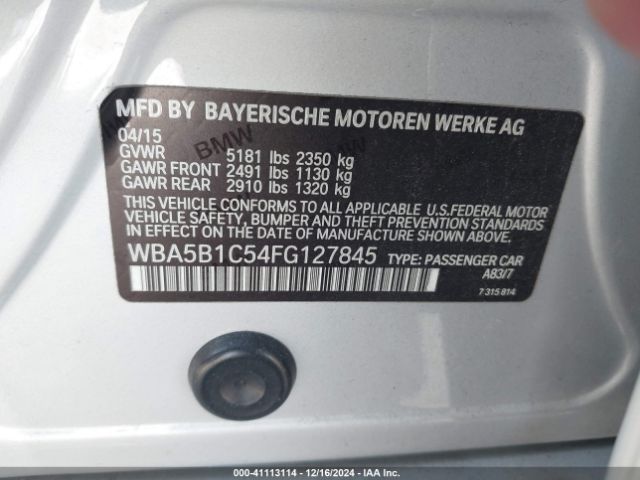 MFD BY BAYERISCHE MOTOREN WERKE AG
04/15
BMW
GVWR 5181 lbs 2350 kg
GAWR FRONT 2491 lbs 1130 kg
GAWR REAR 2910 lbs 1320 kg
THIS VEHICLE CONFORMS TO ALL APPLICABLE U.S.FEDERAL MOTOR
VEHICLE SAFETY, BUMPER AND THEFT PREVENTION STANDARDS
IN EFFECT ON THE DATE OF MANUFACTURE SHOWN ABOVE.
WBA5B1C54FG127845 TYPE: PASSENGER CAR
A83/7
7 315 814
000-41113114 - 12/16/2024 - IAA Inc.